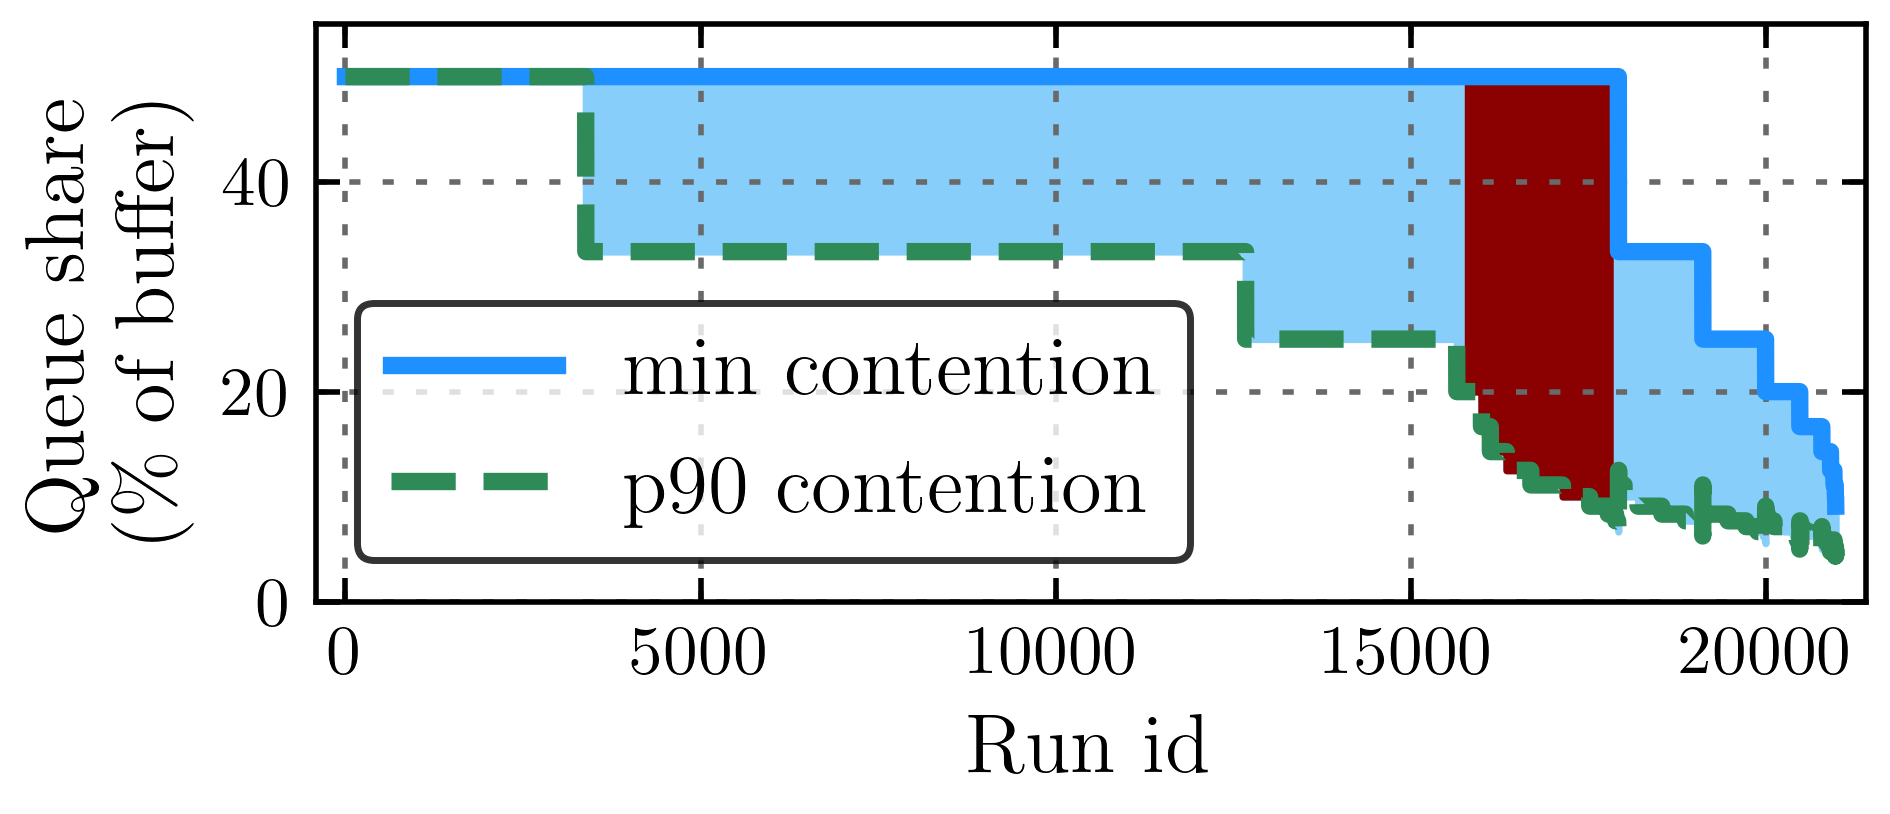 Queue share
(% of buffer)
40
20
0
min contention
p90 contention
0 5000 10000 15000 20000
Run id